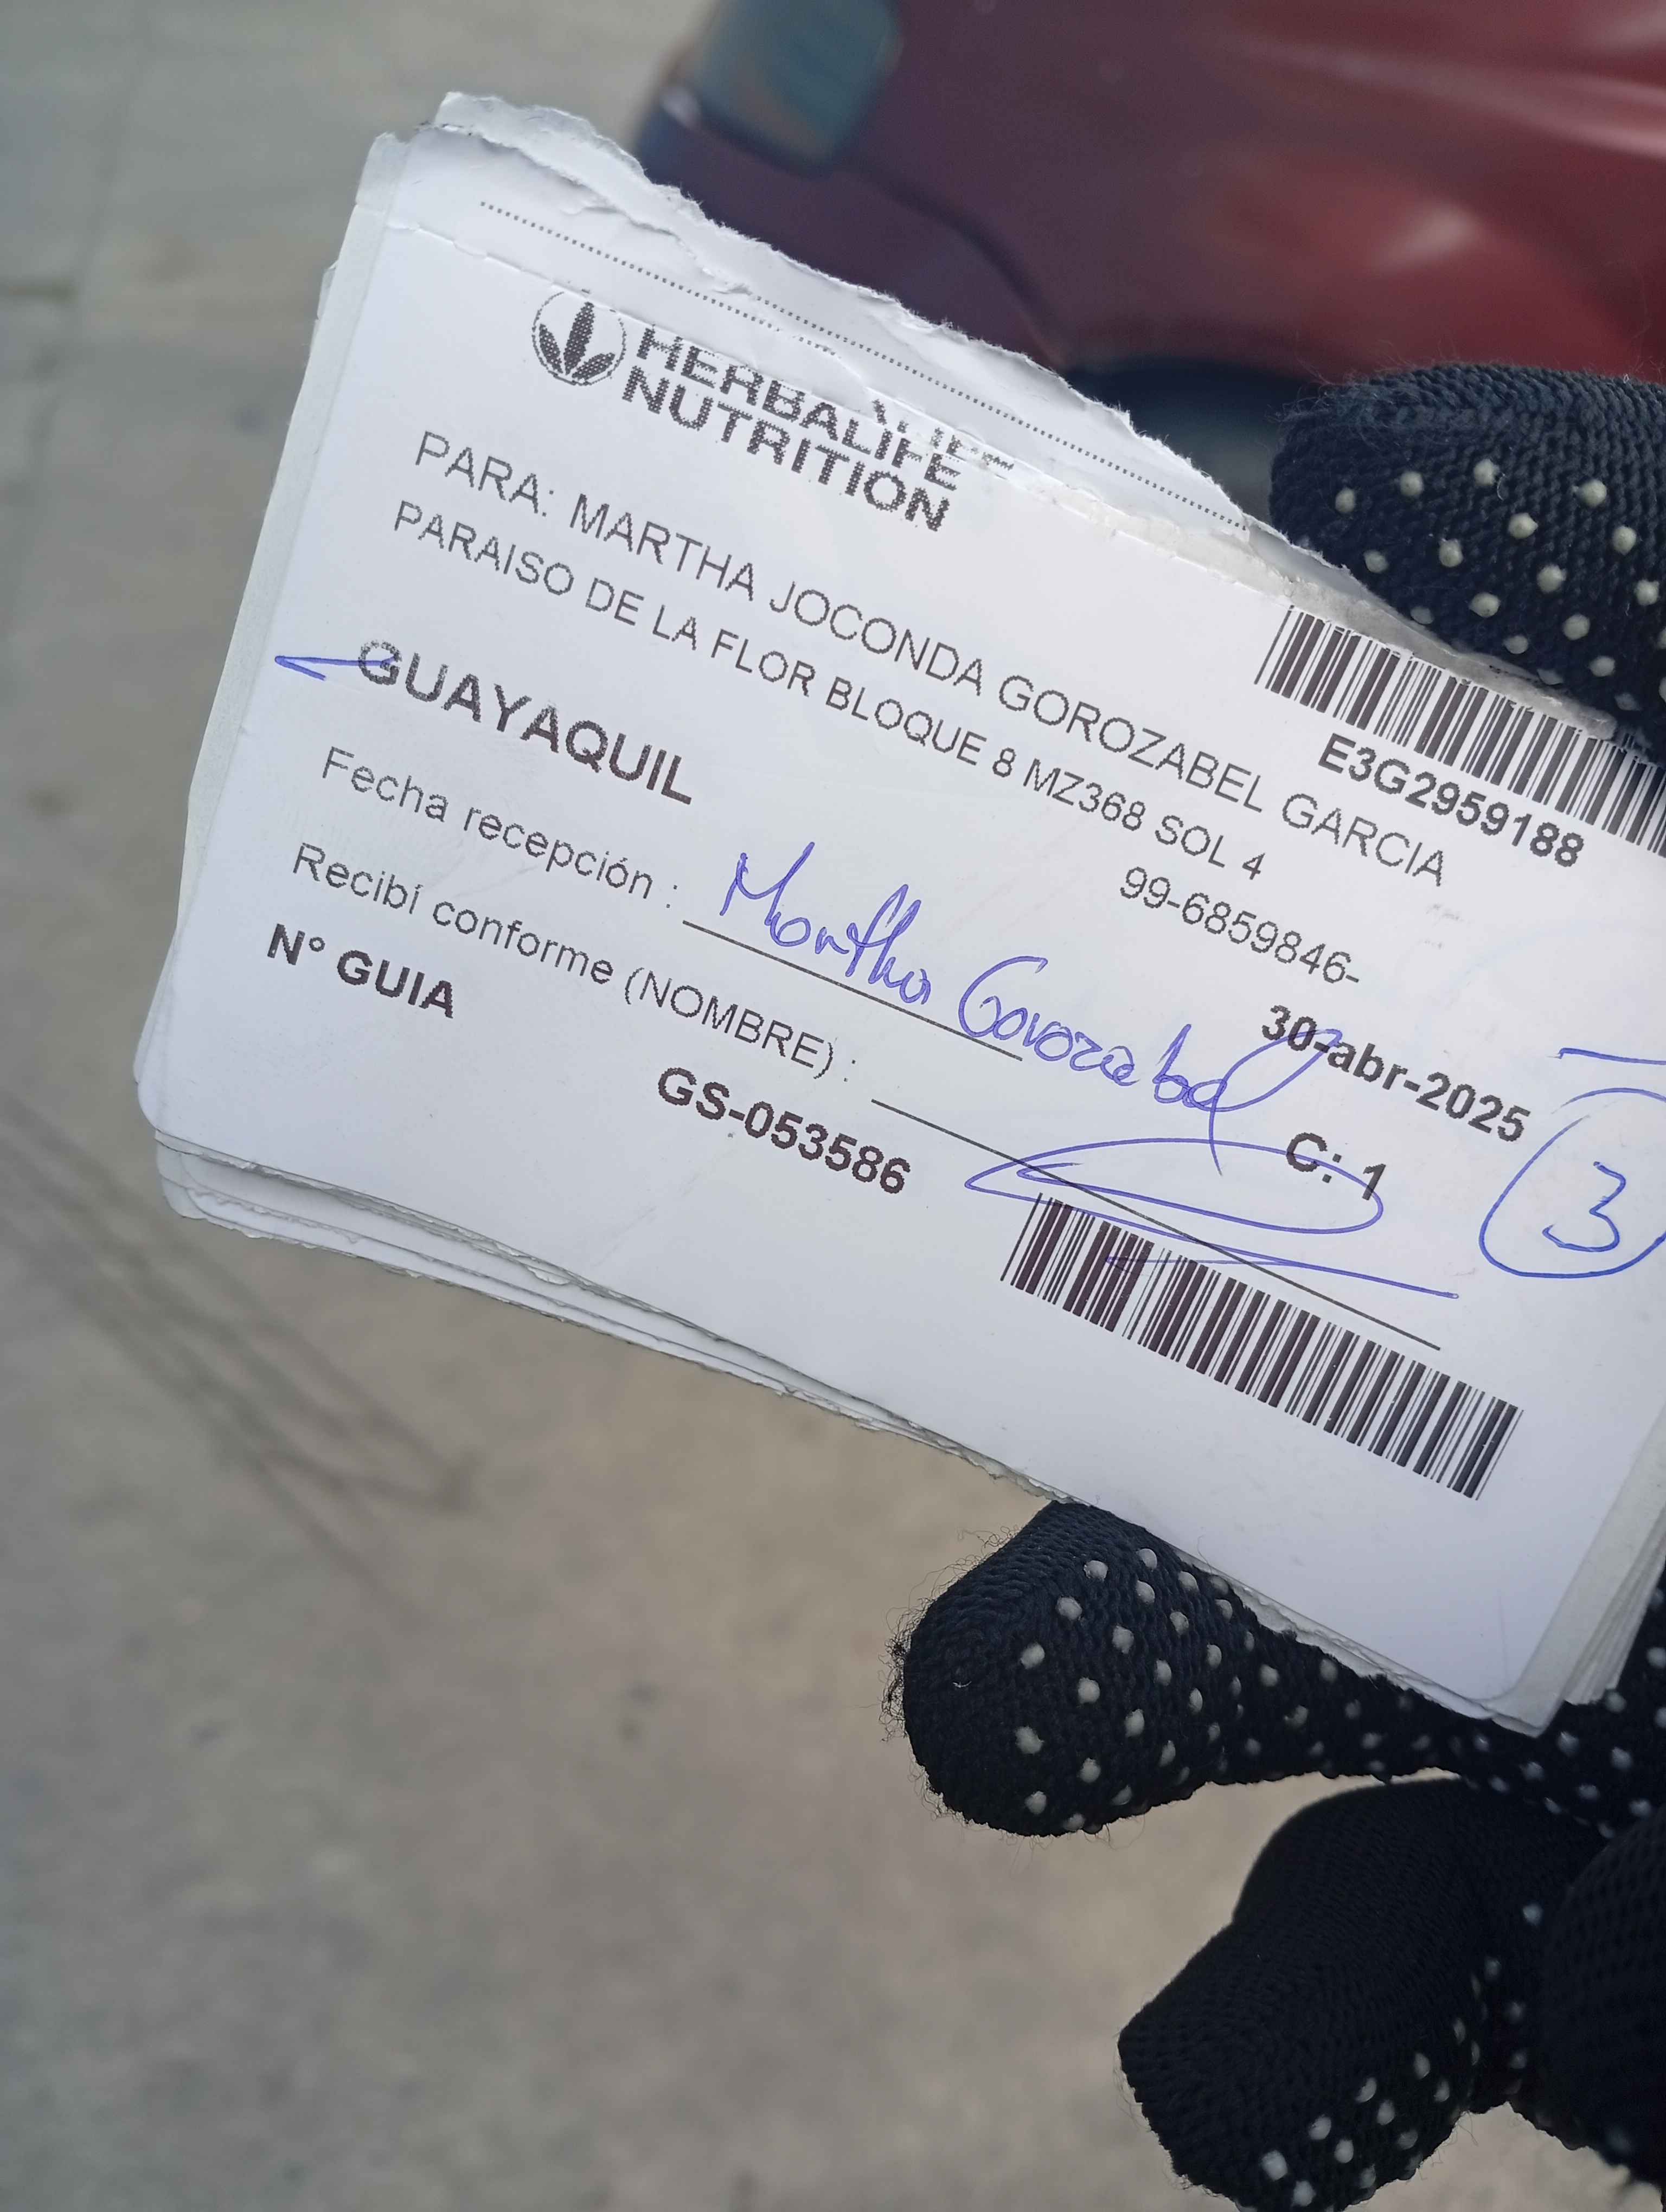 HERBALIFE
NUTRITION
E3G2959188
PARA: MARTHA JOCONDA GOROZABEL GARCIA
PARAISO DE LA FLOR BLOQUE 8 MZ368 SOL 4
99-6859846-
GUAYAQUIL
30-abr-2025
Fecha recepción :
Martha Gorozabel
C: 1
3
Recibí conforme (NOMBRE) :
N° GUIA
GS-053586